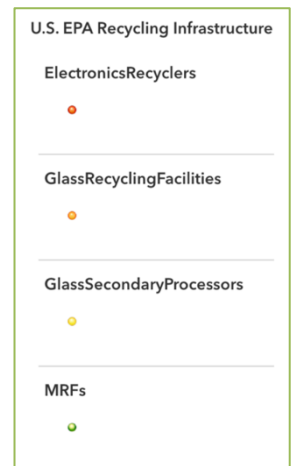 U.S. EPA Recycling Infrastructure
ElectronicsRecyclers
GlassRecyclingFacilities
GlassSecondaryProcessors
MRFs